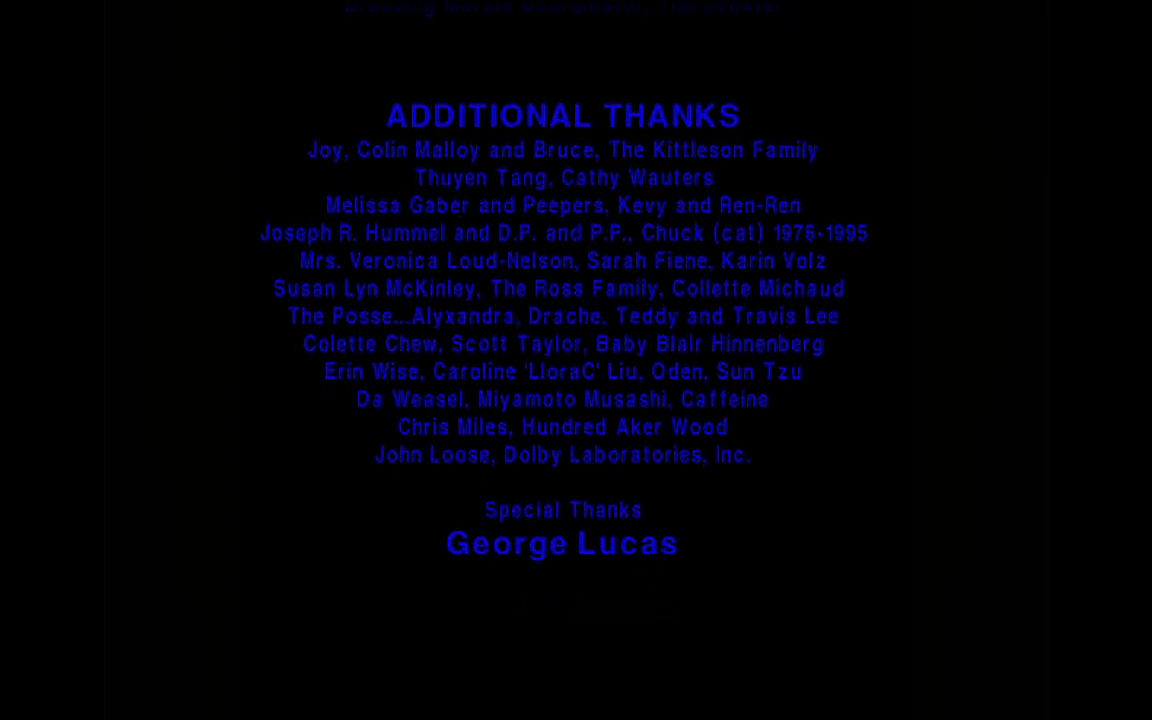 ADDITIONAL THANKS
Joy, Colin Malloy and Bruce, The Kittleson Family
Thuyen Tang, Cathy Wauters
Melissa Gaber and Peepers, Kevy and Ren-Ren
Joseph R. Hummel and D.P. and P.P., Chuck (cat) 1976-1995
Mrs. Veronica Loud-Nelson, Sarah Fiene, Karin Volz
Susan Lyn McKinley, The Ross Family, Collette Michaud
The Posse...Alyxandra, Drache, Teddy and Travis Lee
Colette Chew, Scott Taylor, Baby Blair Hinnenberg
Erin Wise, Caroline 'LloraC' Liu, Oden, Sun Tzu
Da Weasel, Miyamoto Musashi, Caffeine
Chris Miles, Hundred Aker Wood
John Loose, Dolby Laboratories, Inc.
Special Thanks
George Lucas